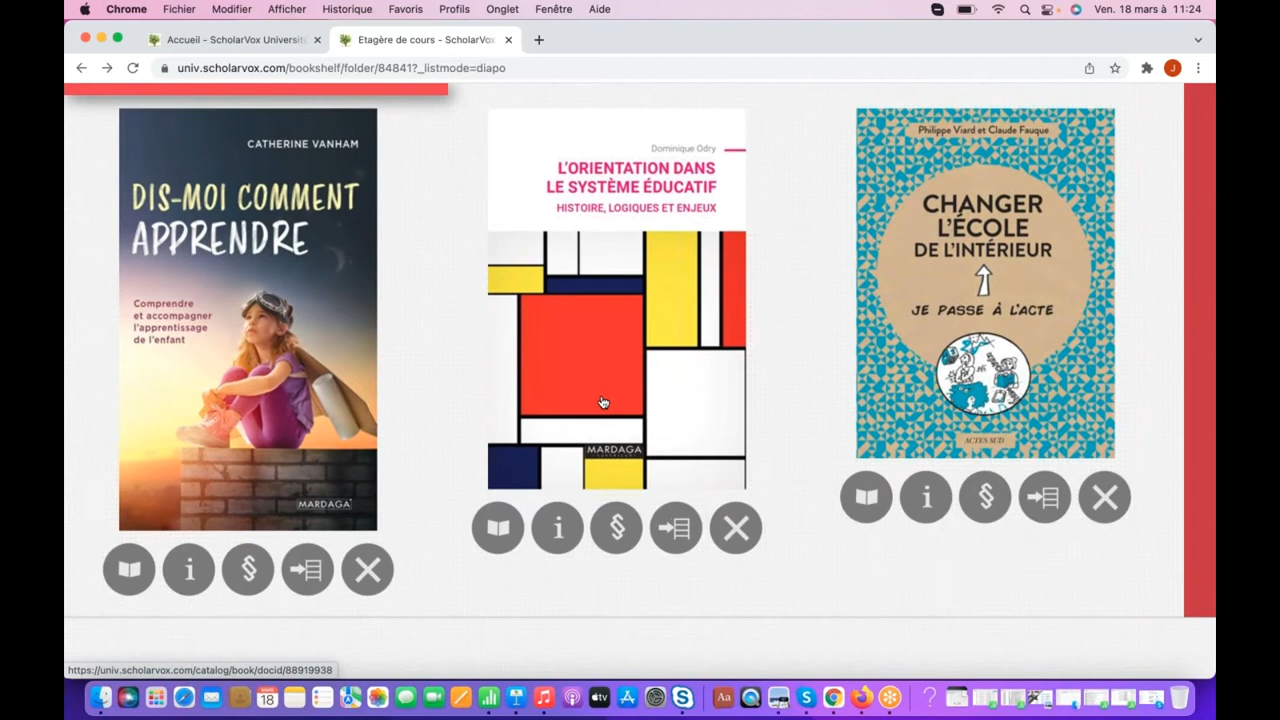 Chrome Fichier Modifier Afficher Historique Favoris Profils Onglet Fenêtre Aide Ven. 18 mars à 11:24
Accueil - ScholarVox Universit
Etagère de cours - ScholarVox
univ.scholarvox.com/bookshelf/folder/84841?_listmode=diapo
J
CATHERINE VANHAM
DIS-MOI COMMENT
APPRENDRE
Comprendre
et accompagner
l'apprentissage
de l'enfant
MARDAGA
Dominique Odry
L'ORIENTATION DANS
LE SYSTÈME ÉDUCATIF
HISTOIRE, LOGIQUES ET ENJEUX
MARDAGA
Philippe Viard et Claude Fauque
CHANGER
L'ÉCOLE
DE L'INTÉRIEUR
JE PASSE À L'ACTE
ACTES SUD
https://univ.scholarvox.com/catalog/book/docid/88919938
18
tv
Aa